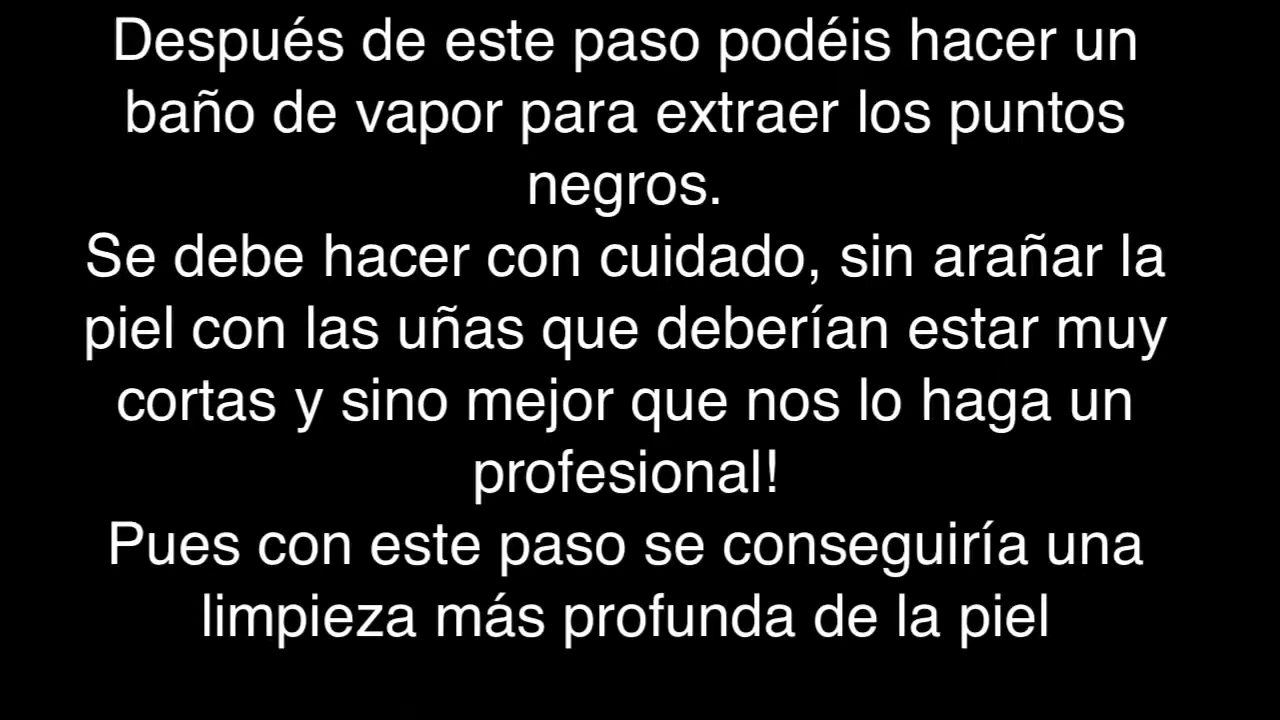 Después de este paso podéis hacer un
baño de vapor para extraer los puntos
negros.
Se debe hacer con cuidado, sin arañar la
piel con las uñas que deberían estar muy
cortas y sino mejor que nos lo haga un
profesional!
Pues con este paso se conseguiría una
limpieza más profunda de la piel